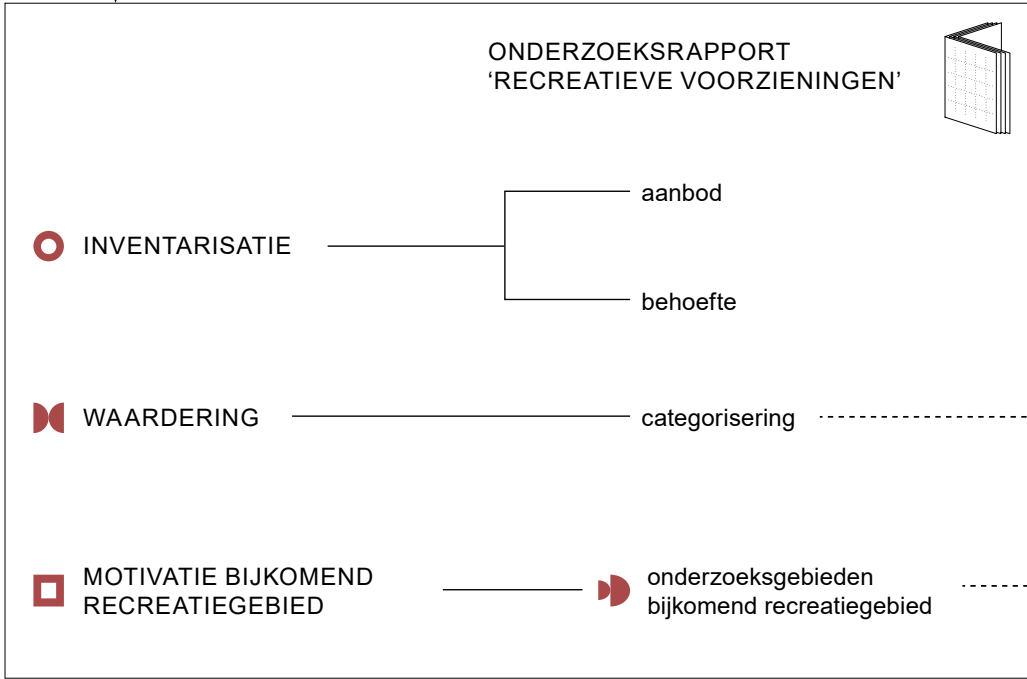 ONDERZOEKSRAPPORT
‘RECREATIEVE VOORZIENINGEN’
aanbod
INVENTARISATIE
behoefte
WAARDERING
categorisering
MOTIVATIE BIJKOMEND
RECREATIEGEBIED
onderzoeksgebieden
bijkomend recreatiegebied